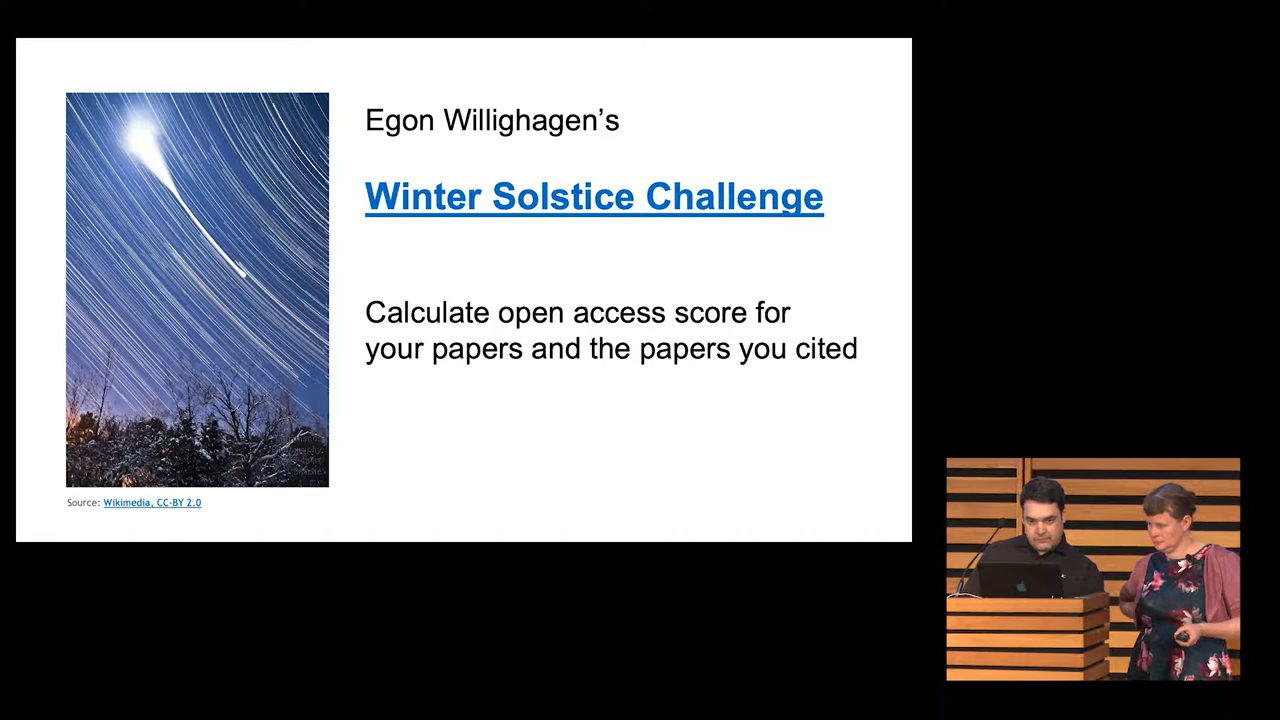 Egon Willighagen’s
Winter Solstice Challenge
Calculate open access score for
your papers and the papers you cited
Source: Wikimedia, CC-BY 2.0